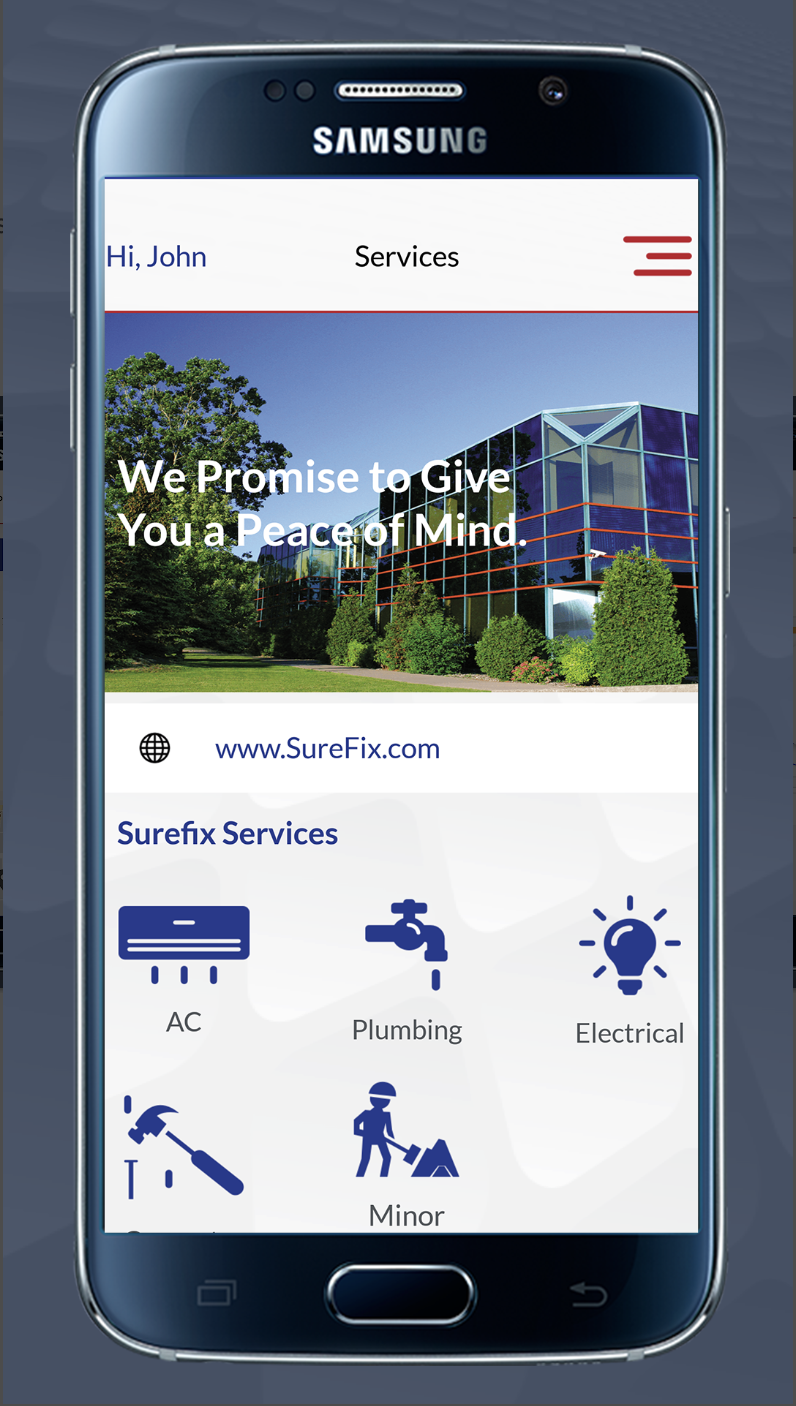 SAMSUNG
Hi, John
Services
We Promise to Give
You a Peace of Mind.
www.SureFix.com
Surefix Services
AC
Plumbing
Electrical
Minor